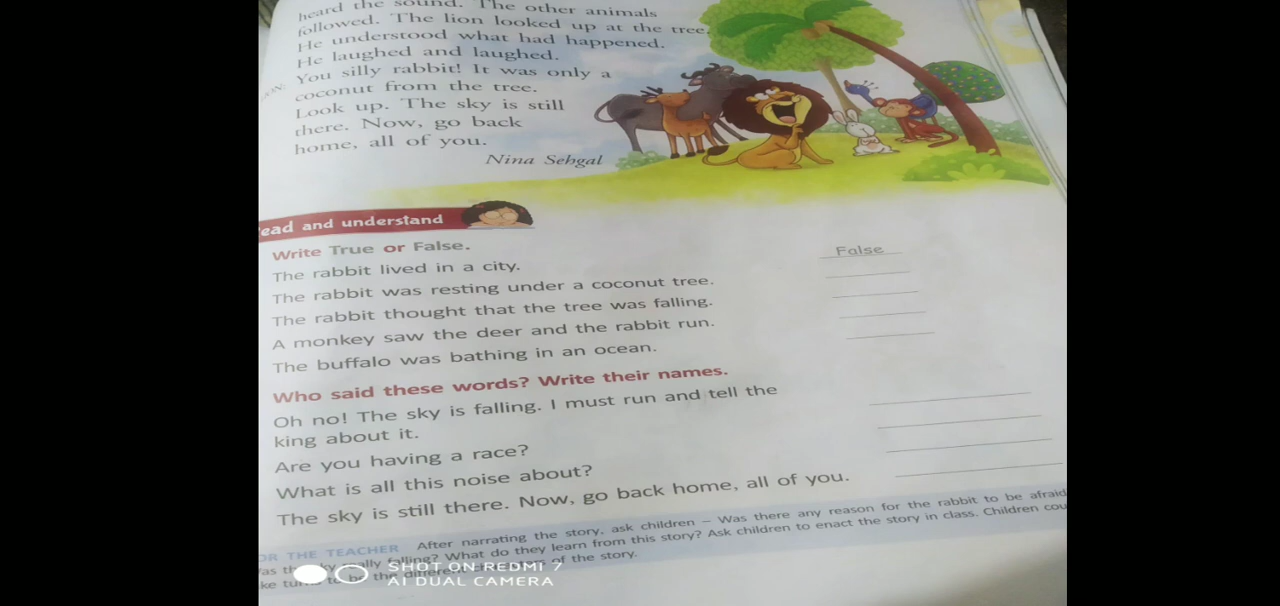 heard the sound. The other animals
followed. The lion looked up at the tree.
He understood what had happened.
He laughed and laughed.
You silly rabbit! It was only a
coconut from the tree.
Look up. The sky is still
there. Now, go back
home, all of you.
Nina Sehgal
ead and understand
Write True or False.
The rabbit lived in a city. False
The rabbit was resting under a coconut tree.
The rabbit thought that the tree was falling.
A monkey saw the deer and the rabbit run.
The buffalo was bathing in an ocean.
Who said these words? Write their names.
Oh no! The sky is falling. I must run and tell the
king about it.
Are you having a race?
What is all this noise about?
The sky is still there. Now, go back home, all of you.
OR THE TEACHER After narrating the story, ask children – Was there any reason for the rabbit to be afraid
falling? What do they learn from this story? Ask children to enact the story in class. Children cou
to be the different of the story.
SHOT ON REDMI 7
AI DUAL CAMERA